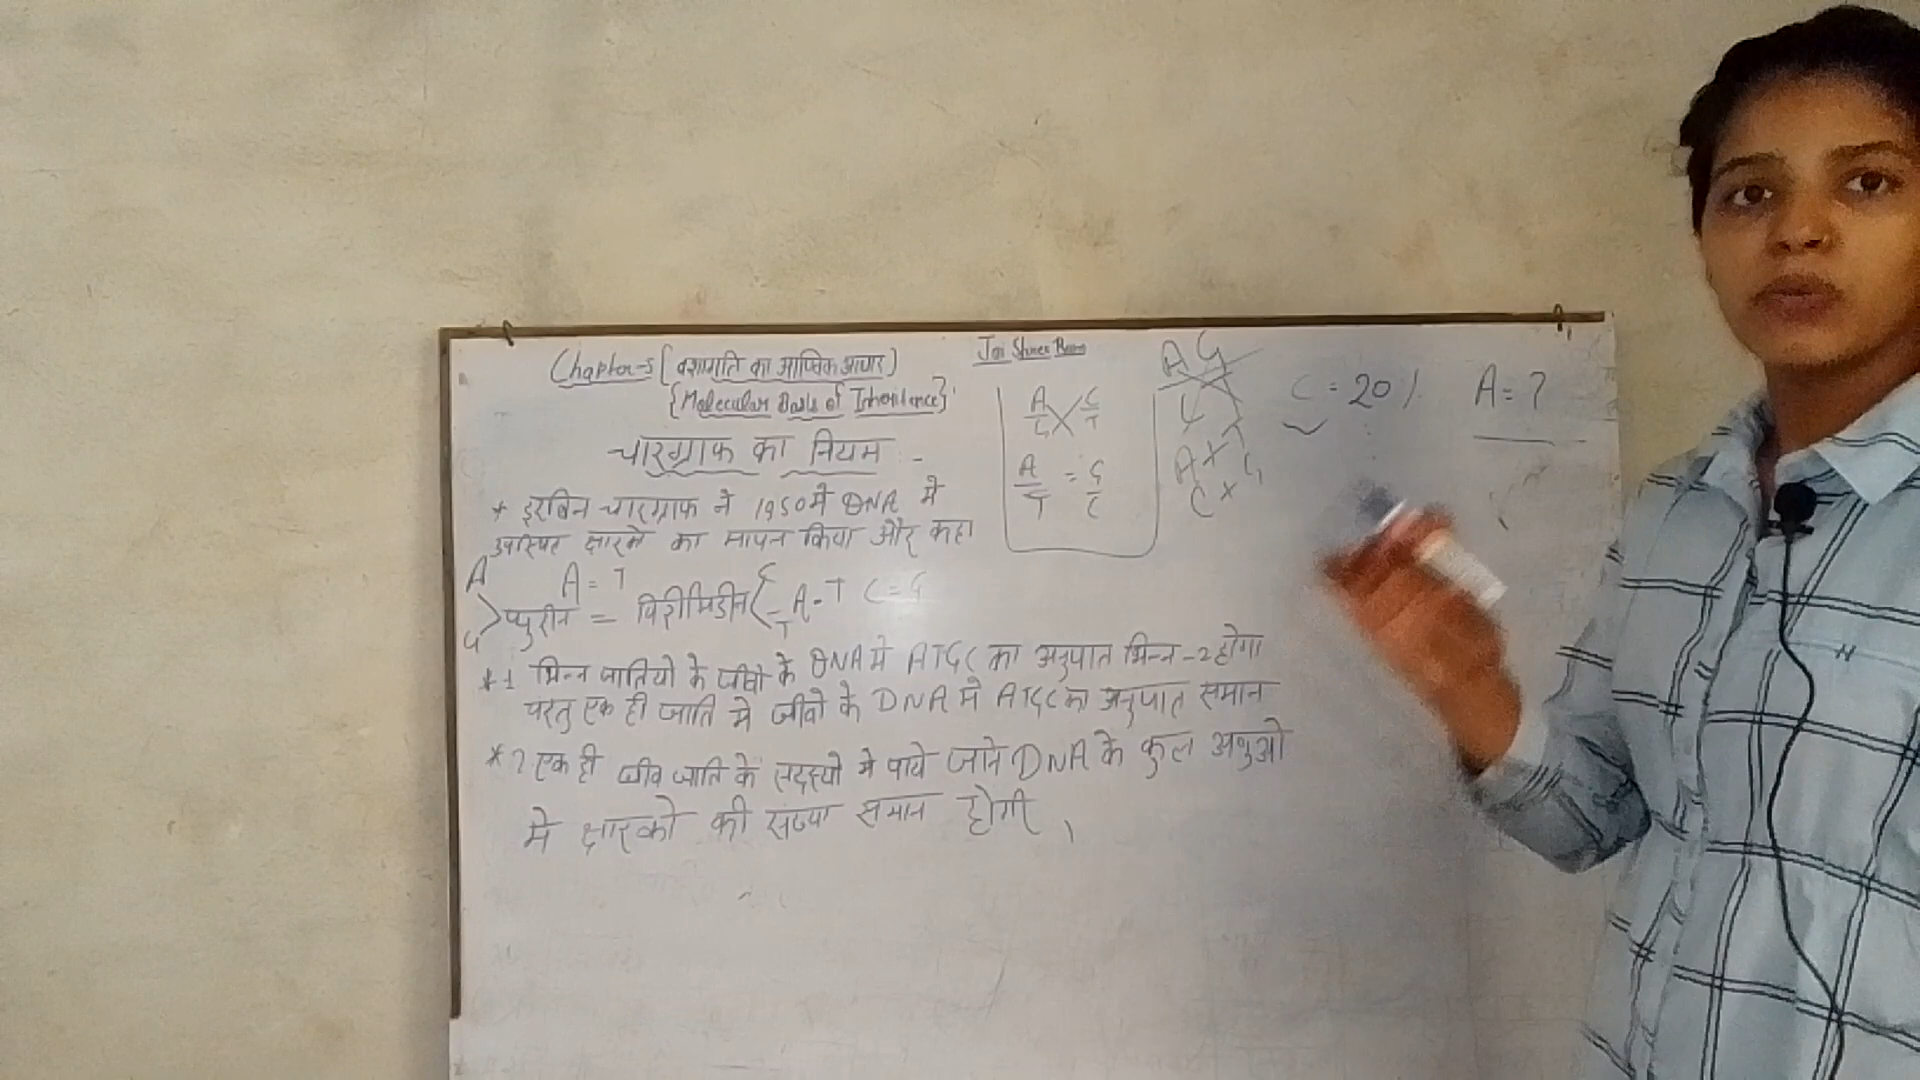 Chapter-5 [वंशागति का आण्विक आधार]
{Molecular Basis of Inheritance}
Jai Shree Ram
चारग्राफ का नियम :-
* इरविन चारग्राफ ने 1950 मे DNA मे
उपस्थित क्षारको का मापन किया और कहा
A = T
A
G
प्युरीन = पिरीमिडीन
C
T
A = T C = G
*1 भिन्न जातियो के जीवो के DNA मे ATGC का अनुपात भिन्न-2 होगा
परंतु एक ही जाति मे जीवो के DNA मे ATGC का अनुपात समान
*2 एक ही जीव जाति के सदस्यो मे पाये जाने DNA के कुल अणुओ
मे क्षारको की संख्या समान होगी
A/G C/T
A/T = G/C
A G
C T
A × T
C × G
C = 20% A = ?